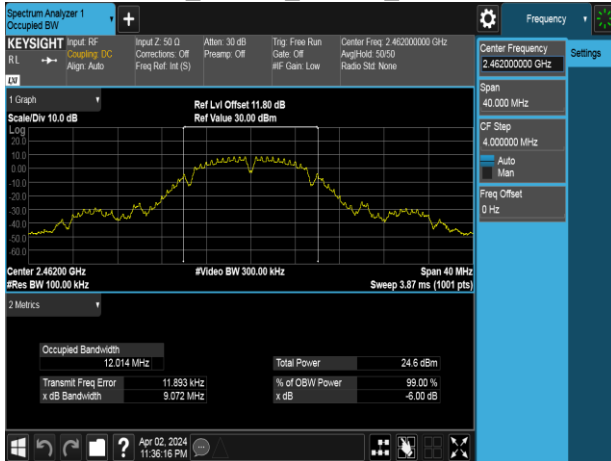 Spectrum Analyzer 1
Occupied BW
+
Frequency
KEYSIGHT Input: RF Input Z: 50 Ω Atten: 30 dB Trig: Free Run Center Freq: 2.462000000 GHz
RL Coupling: DC Corrections: Off Preamp: Off Gate: Off Avg|Hold: 50/50
Align: Auto Freq Ref: Int (S) #IF Gain: Low Radio Std: None
LXI
Center Frequency
2.462000000 GHz
Settings
Span
40.000 MHz
CF Step
4.000000 MHz
Auto
Man
Freq Offset
0 Hz
1 Graph
Ref Lvl Offset 11.80 dB
Scale/Div 10.0 dB Ref Value 30.00 dBm
Log
20.0
10.0
0.00
-10.0
-20.0
-30.0
-40.0
-50.0
-60.0
Center 2.46200 GHz #Video BW 300.00 kHz Span 40 MHz
#Res BW 100.00 kHz Sweep 3.87 ms (1001 pts)
2 Metrics
Occupied Bandwidth
12.014 MHz Total Power 24.6 dBm
Transmit Freq Error 11.893 kHz % of OBW Power 99.00 %
x dB Bandwidth 9.072 MHz x dB -6.00 dB
? Apr 02, 2024
11:36:16 PM